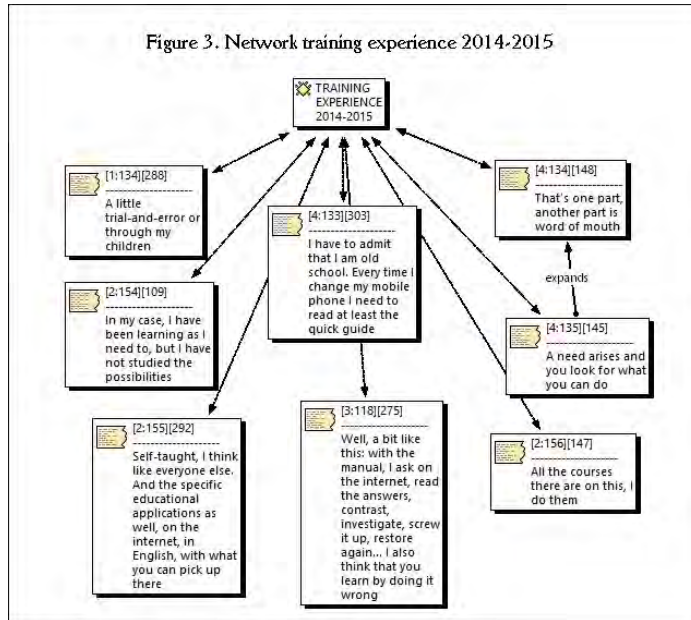 Figure 3. Network training experience 2014-2015
TRAINING
EXPERIENCE
2014-2015
[1:134][288]
A little
trial-and-error or
through my
children
[4:133][303]
I have to admit
that I am old
school. Every time I
change my mobile
phone I need to
read at least the
quick guide
[4:134][148]
That's one part,
another part is
word of mouth
expands
[2:154][109]
In my case, I have
been learning as I
need to, but I have
not studied the
possibilities
[4:135][145]
A need arises and
you look for what
you can do
[2:155][292]
Self-taught, I think
like everyone else.
And the specific
educational
applications as
well, on the
internet, in
English, with what
you can pick up
there
[3:118][275]
Well, a bit like
this: with the
manual, I ask on
the internet, read
the answers,
contrast,
investigate, screw
it up, restore
again... I also
think that you
learn by doing it
wrong
[2:156][147]
All the courses
there are on this, I
do them